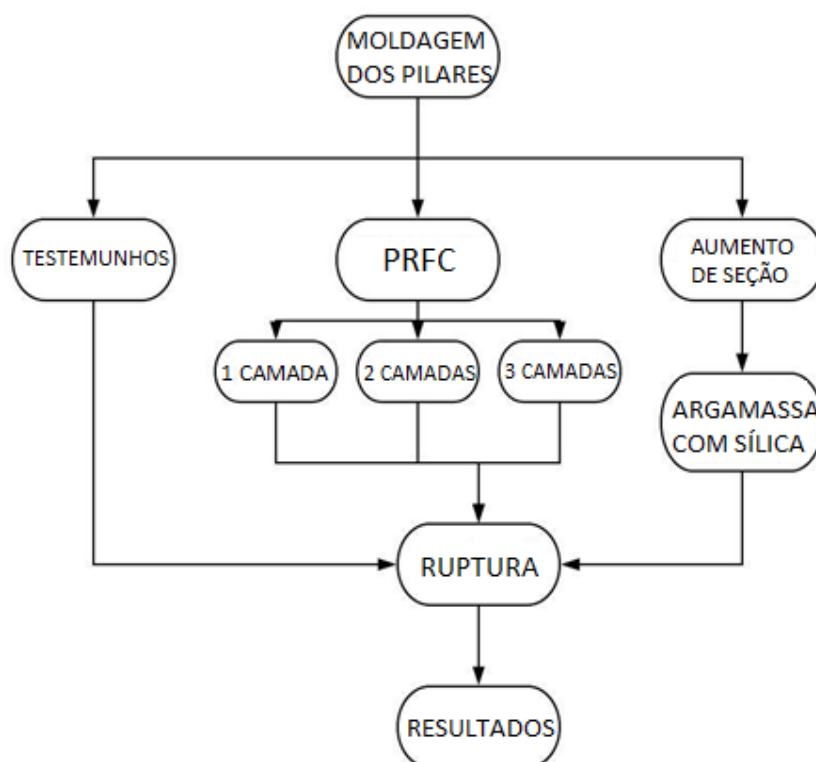 MOLDAGEM
DOS PILARES
TESTEMUNHOS
PRFC
AUMENTO
DE SEÇÃO
1 CAMADA
2 CAMADAS
3 CAMADAS
ARGAMASSA
COM SÍLICA
RUPTURA
RESULTADOS